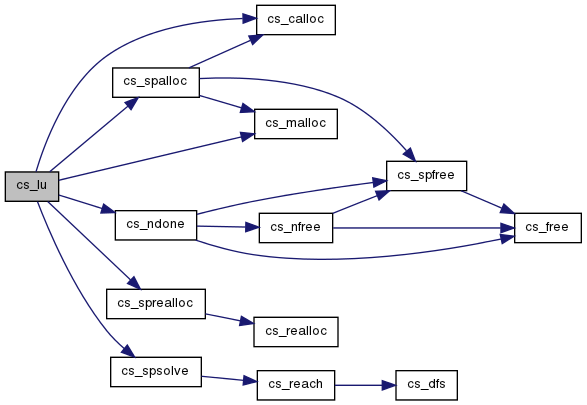 cs_calloc
cs_spalloc
cs_malloc
cs_spfree
cs_lu
cs_ndone
cs_nfree
cs_free
cs_sprealloc
cs_realloc
cs_spsolve
cs_reach
cs_dfs